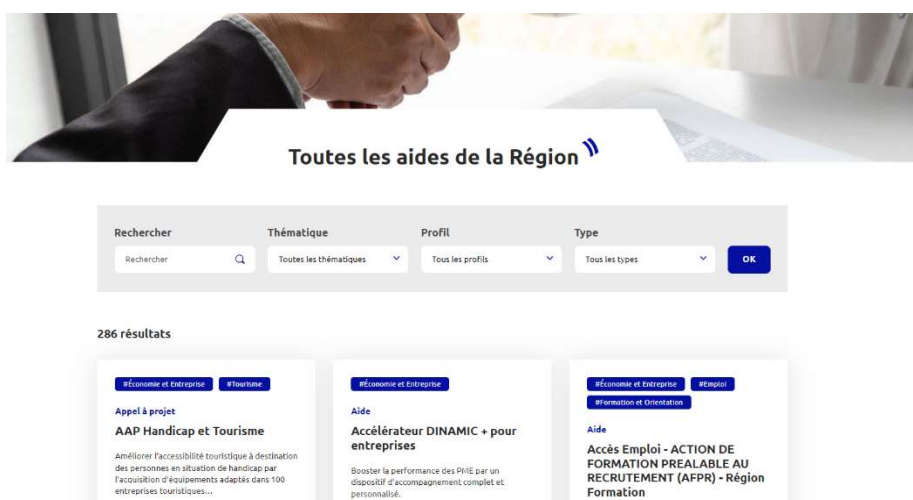 Toutes les aides de la Région
Rechercher
Thématique
Profil
Type
Rechercher
Toutes les thématiques
Tous les profils
Tous les types
OK
286 résultats
#Économie et Entreprise #Tourisme
Appel à projet
AAP Handicap et Tourisme
Améliorer l'accessibilité touristique à destination
des personnes en situation de handicap par
l'acquisition d'équipements adaptés dans 100
entreprises touristiques...
#Économie et Entreprise
Aide
Accélérateur DINAMIC + pour
entreprises
Booster la performance des PME par un
dispositif d'accompagnement complet et
personnalisé.
#Économie et Entreprise #Emploi
#Formation et Orientation
Aide
Accès Emploi - ACTION DE
FORMATION PREALABLE AU
RECRUTEMENT (AFPR) - Région
Formation